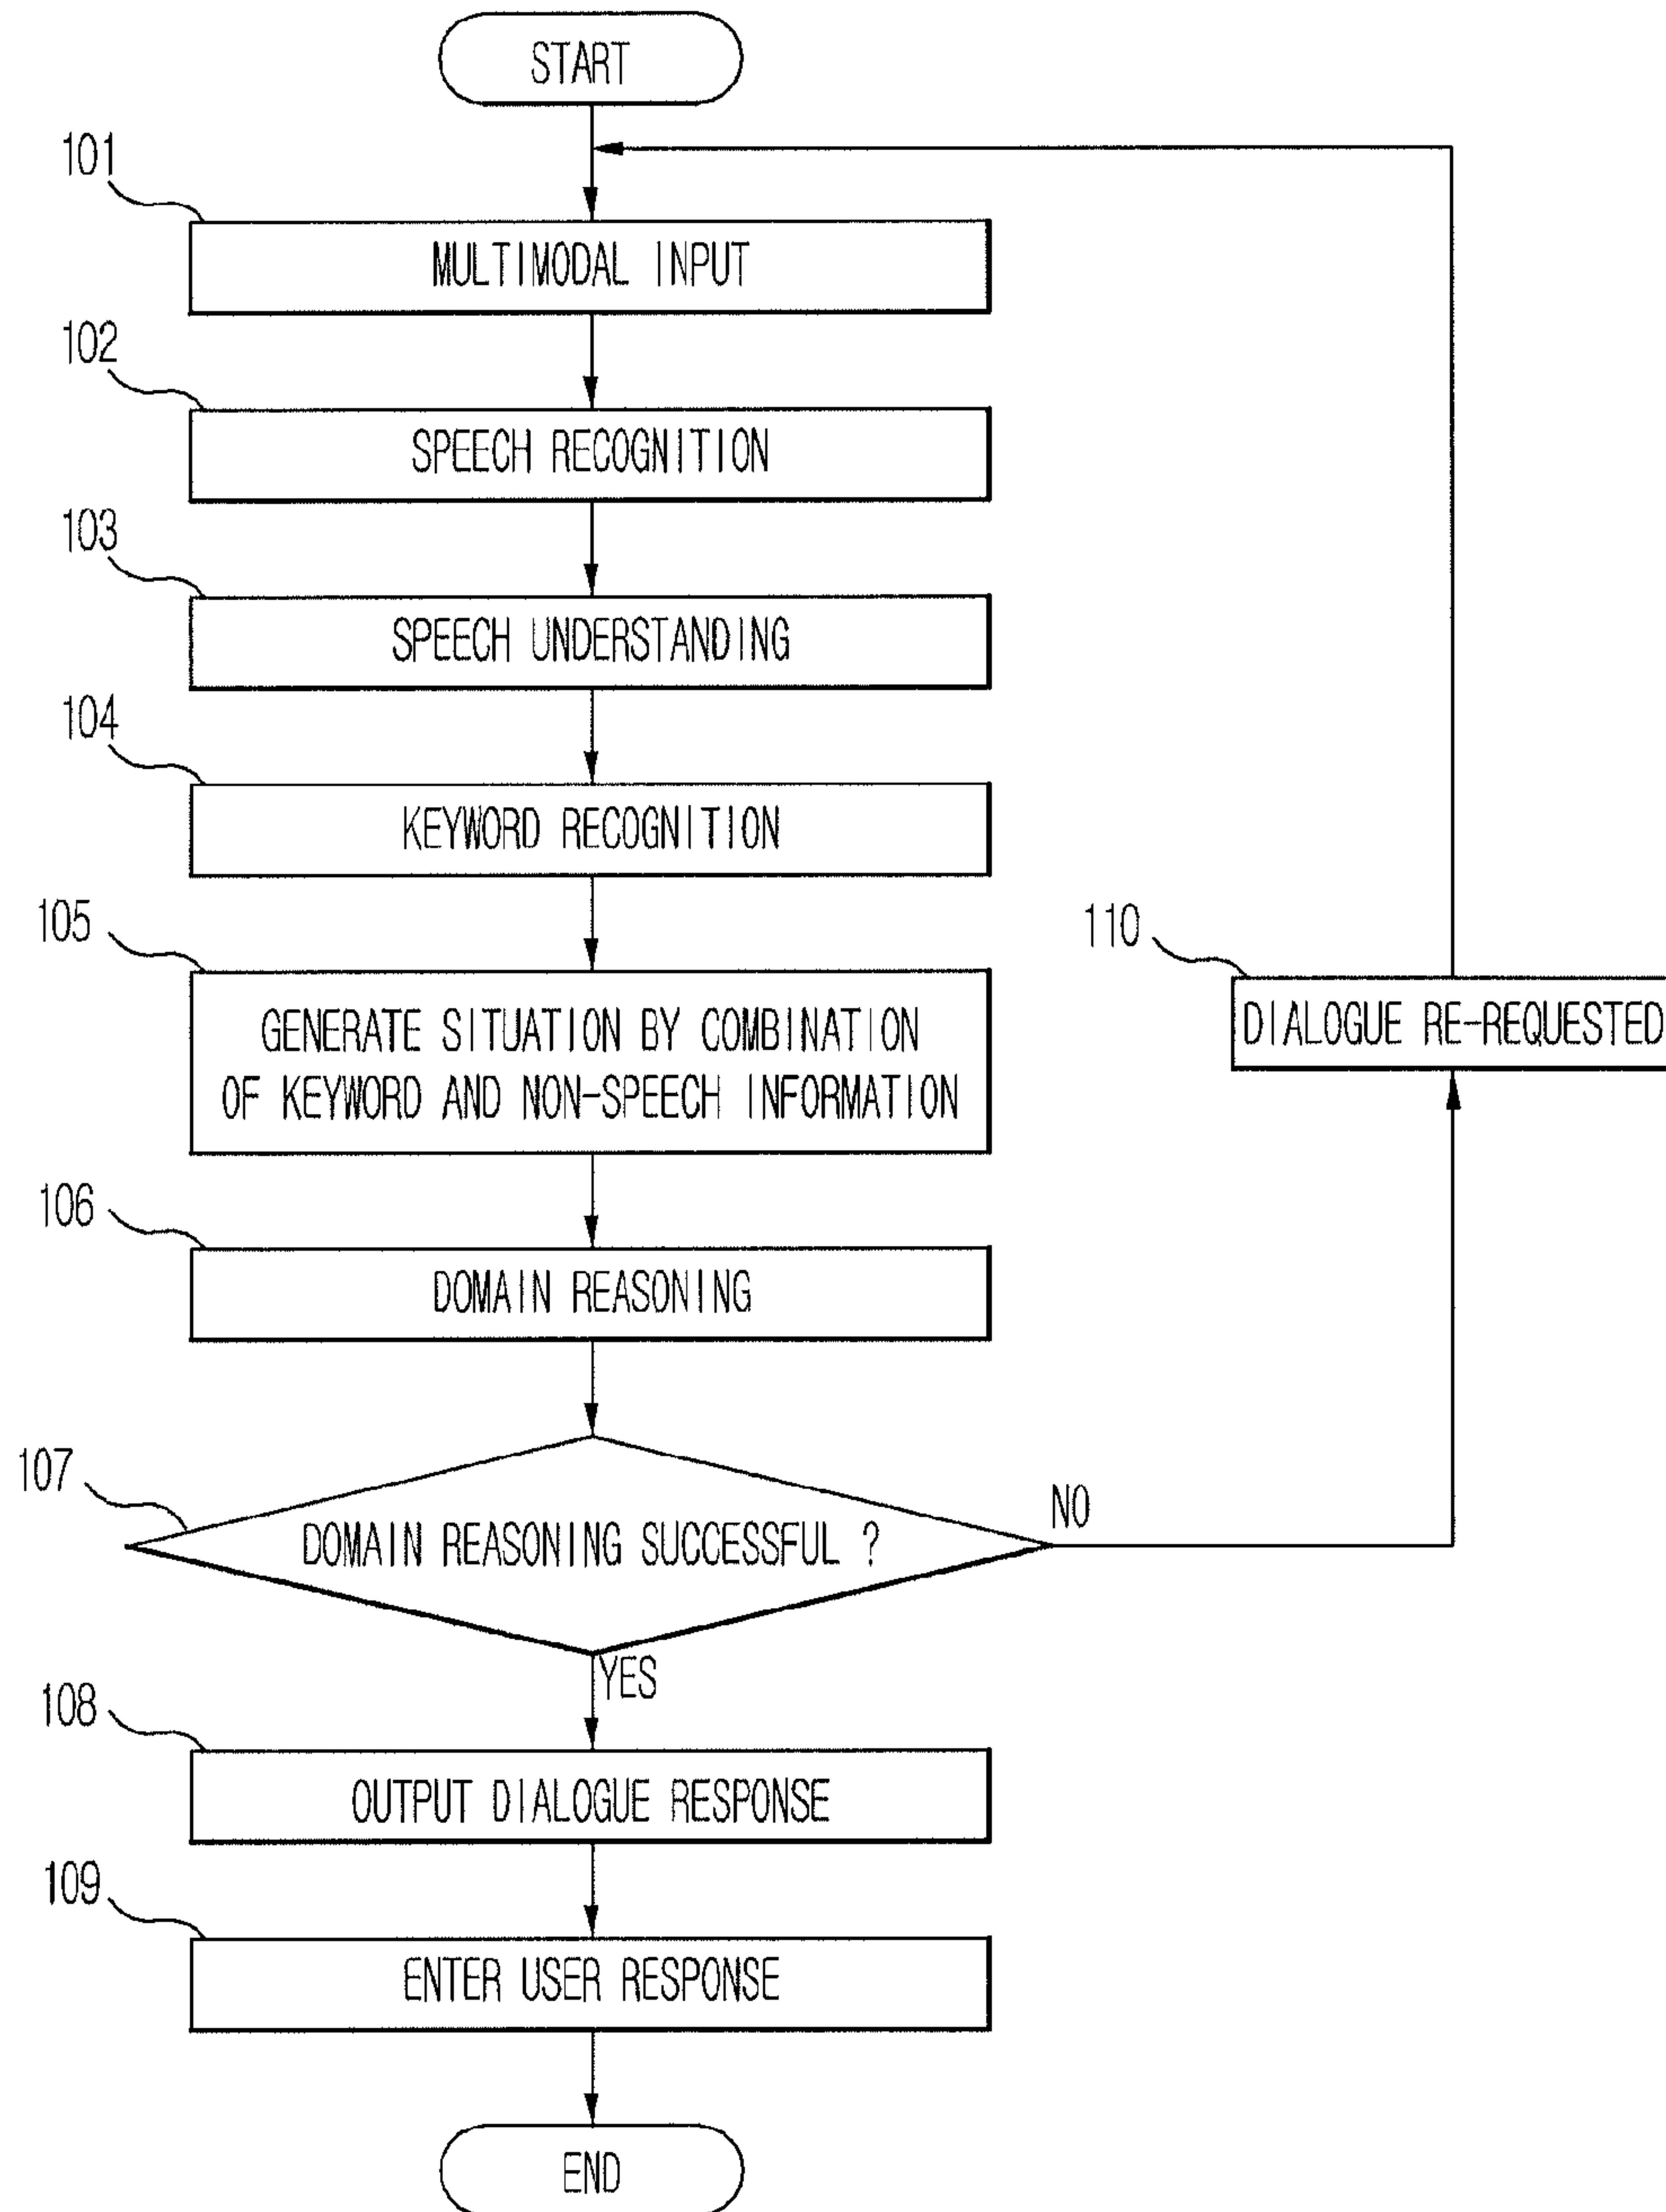 START
101
MULTIMODAL INPUT
102
SPEECH RECOGNITION
103
SPEECH UNDERSTANDING
104
KEYWORD RECOGNITION
105
GENERATE SITUATION BY COMBINATION
OF KEYWORD AND NON-SPEECH INFORMATION
110
DIALOGUE RE-REQUESTED
106
DOMAIN REASONING
107
DOMAIN REASONING SUCCESSFUL ?
NO
YES
108
OUTPUT DIALOGUE RESPONSE
109
ENTER USER RESPONSE
END